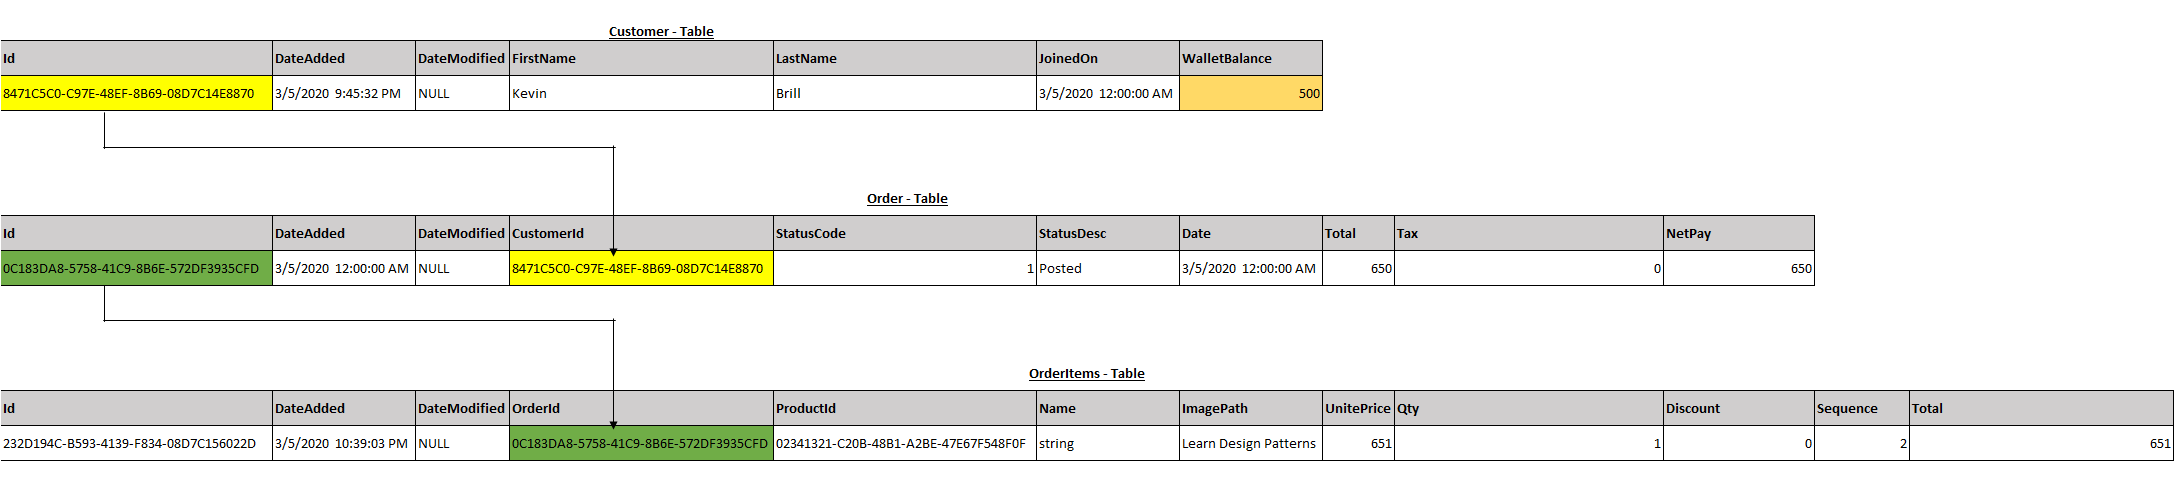 Customer - Table
Id DateAdded DateModified FirstName LastName JoinedOn WalletBalance
8471C5C0-C97E-48EF-8B69-08D7C14E8870 3/5/2020 9:45:32 PM NULL Kevin Brill 3/5/2020 12:00:00 AM 500
Order - Table
Id DateAdded DateModified CustomerId StatusCode StatusDesc Date Total Tax NetPay
0C183DA8-5758-41C9-8B6E-572DF3935CFD 3/5/2020 12:00:00 AM NULL 8471C5C0-C97E-48EF-8B69-08D7C14E8870 1 Posted 3/5/2020 12:00:00 AM 650 0 650
OrderItems - Table
Id DateAdded DateModified OrderId ProductId Name ImagePath UnitePrice Qty Discount Sequence Total
232D194C-B593-4139-F834-08D7C156022D 3/5/2020 10:39:03 PM NULL 0C183DA8-5758-41C9-8B6E-572DF3935CFD 02341321-C20B-48B1-A2BE-47E67F548F0F string Learn Design Patterns 651 1 0 2 651